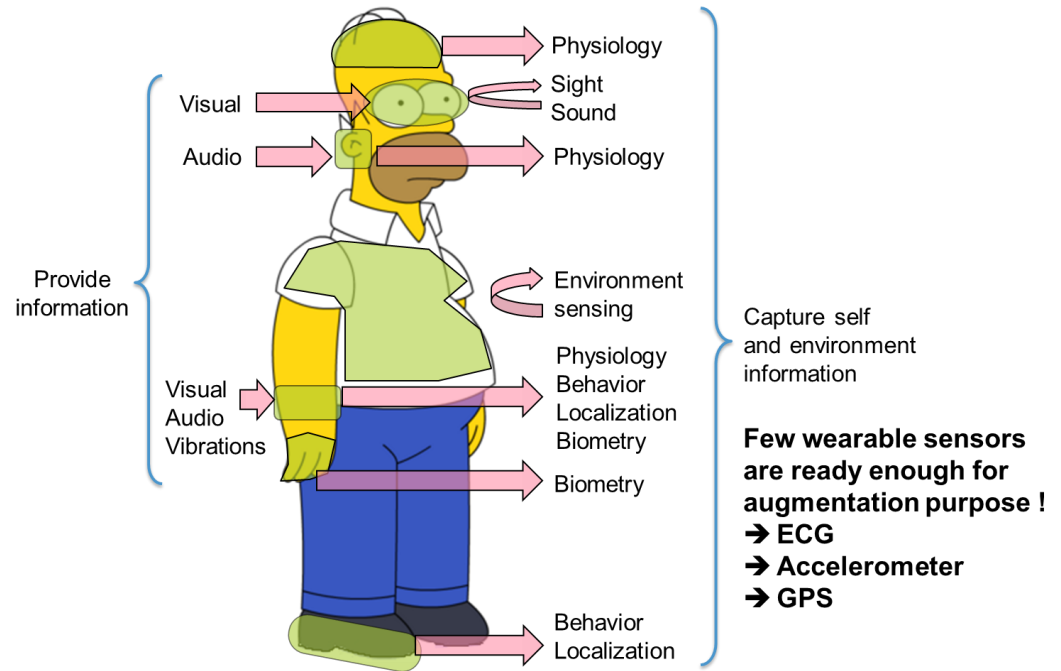 Physiology
Visual
Sight
Sound
Audio
Physiology
Provide
information
Environment
sensing
Capture self
and environment
information
Visual
Audio
Vibrations
Physiology
Behavior
Localization
Biometry
Biometry
Few wearable sensors
are ready enough for
augmentation purpose !
➔ ECG
➔ Accelerometer
➔ GPS
Behavior
Localization